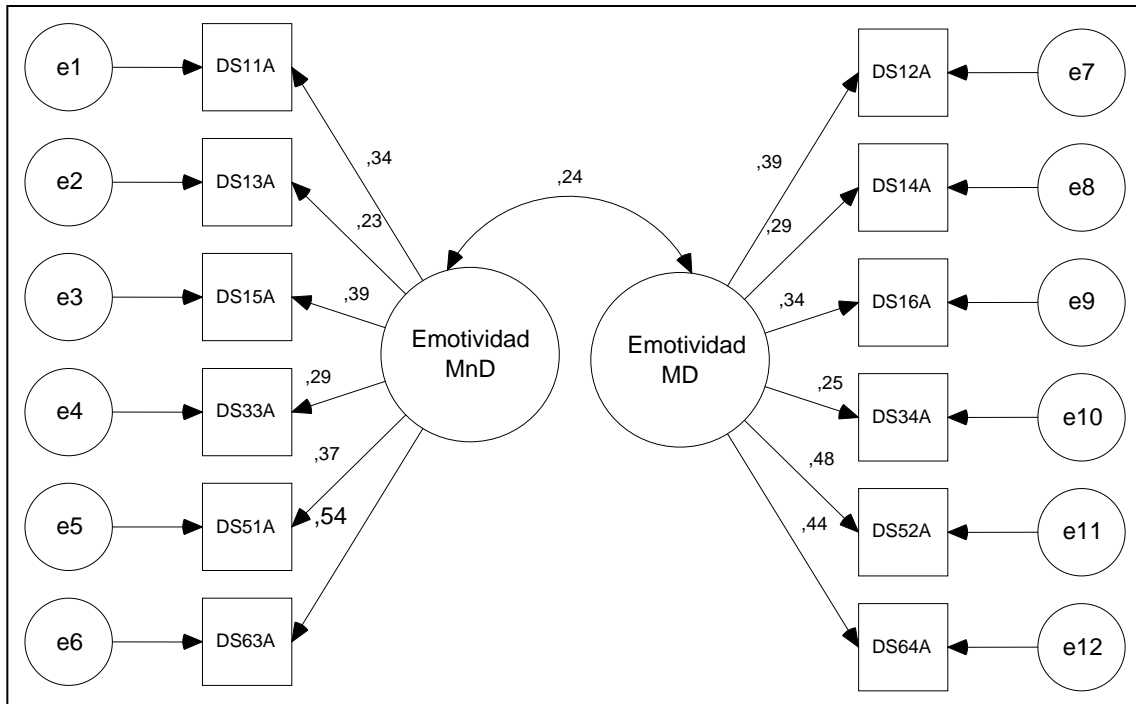 e1
DS11A
,34
e2
DS13A
,23
e3
DS15A
,39
e4
DS33A
,29
e5
DS51A
,37
e6
DS63A
,54
Emotividad
MnD
,24
Emotividad
MD
,39
DS12A
e7
,29
DS14A
e8
,34
DS16A
e9
,25
DS34A
e10
,48
DS52A
e11
,44
DS64A
e12